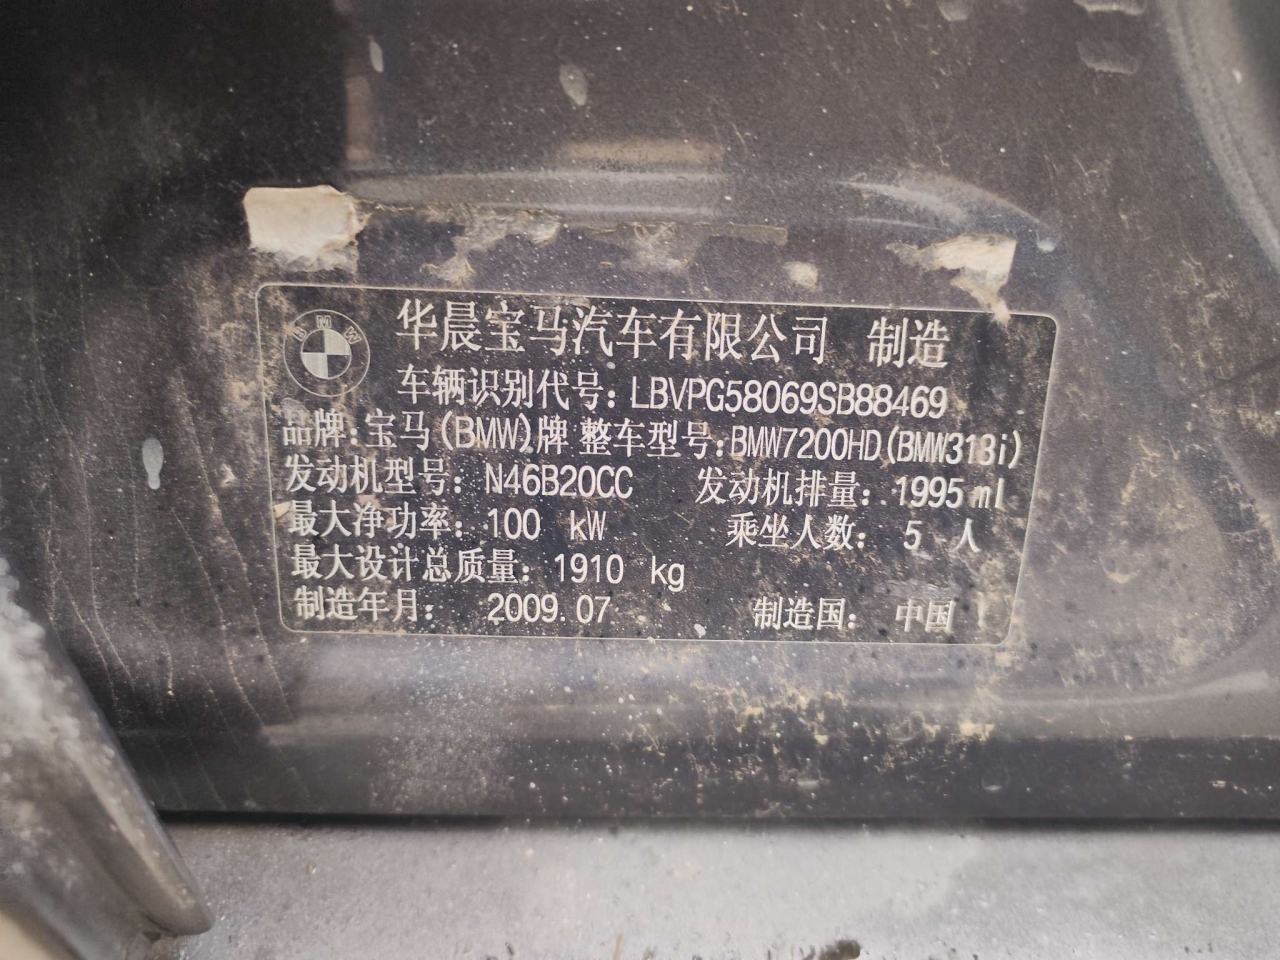 BMW
华晨宝马汽车有限公司 制造
车辆识别代号：LBVPG58069SB88469
品牌：宝马(BMW)牌 整车型号：BMW7200HD(BMW318i)
发动机型号：N46B20CC 发动机排量：1995ml
最大净功率：100 kW 乘坐人数：5 人
最大设计总质量：1910 kg
制造年月：2009.07 制造国：中国